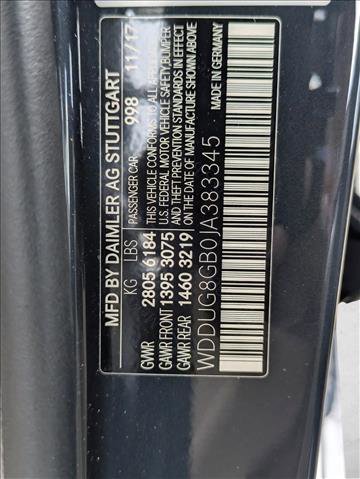 MFD BY DAIMLER AG STUTTGART
PASSENGER CAR 998 11/17
KG LBS
GVWR 2805 6184
GAWR FRONT 1395 3075
GAWR REAR 1460 3219
THIS VEHICLE CONFORMS TO ALL APPLICABLE
U.S. FEDERAL MOTOR VEHICLE SAFETY,BUMPER
AND THEFT PREVENTION STANDARDS IN EFFECT
ON THE DATE OF MANUFACTURE SHOWN ABOVE
WDDUG8GB0JA383345
MADE IN GERMANY